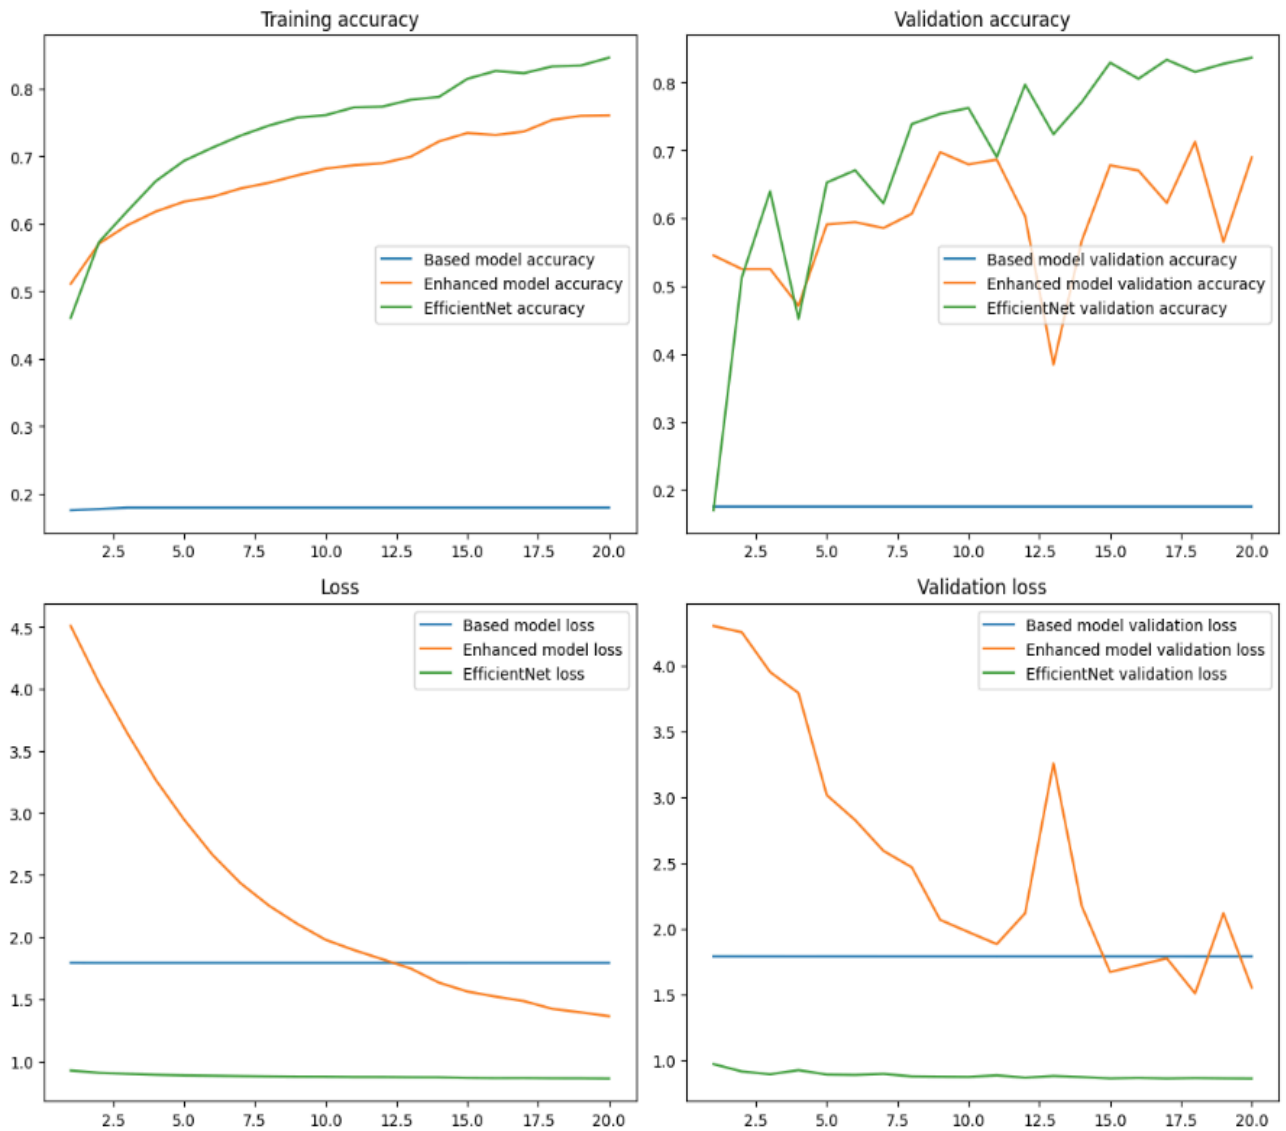 Training accuracy
0.8
0.7
0.6
0.5
0.4
0.3
0.2
Based model accuracy
Enhanced model accuracy
EfficientNet accuracy
2.5 5.0 7.5 10.0 12.5 15.0 17.5 20.0
Validation accuracy
0.8
0.7
0.6
0.5
0.4
0.3
0.2
Based model validation accuracy
Enhanced model validation accuracy
EfficientNet validation accuracy
2.5 5.0 7.5 10.0 12.5 15.0 17.5 20.0
Loss
4.5
4.0
3.5
3.0
2.5
2.0
1.5
1.0
Based model loss
Enhanced model loss
EfficientNet loss
2.5 5.0 7.5 10.0 12.5 15.0 17.5 20.0
Validation loss
4.0
3.5
3.0
2.5
2.0
1.5
1.0
Based model validation loss
Enhanced model validation loss
EfficientNet validation loss
2.5 5.0 7.5 10.0 12.5 15.0 17.5 20.0